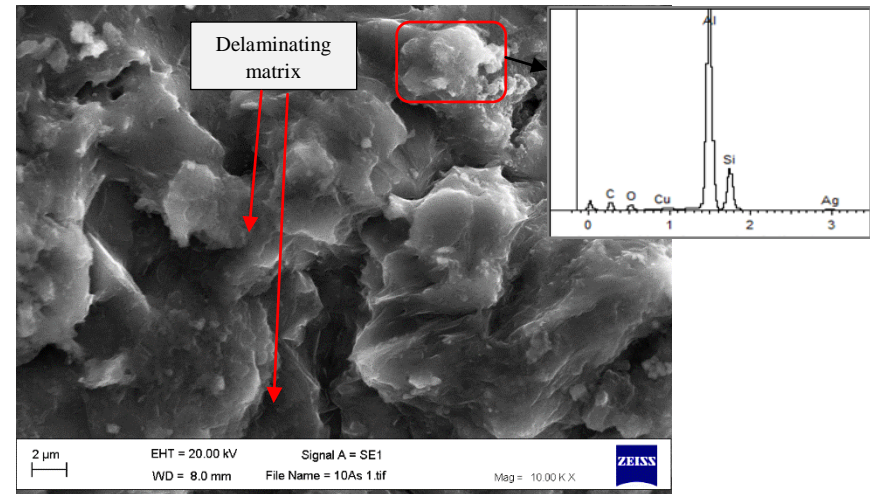 Delaminating
matrix
Al
Si
C
O
Cu
Ag
0
1
2
3
2 µm
EHT = 20.00 kV
Signal A = SE1
WD = 8.0 mm
File Name = 10As 1.tif
Mag = 10.00 K X
ZEISS